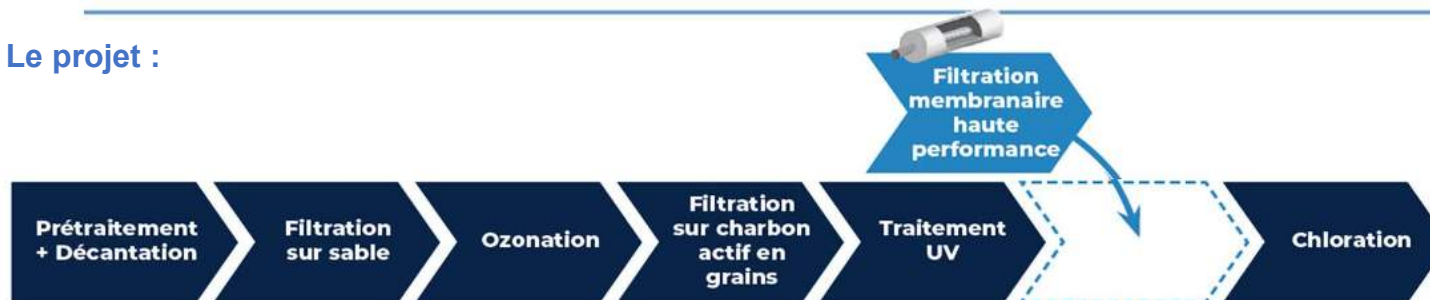 Le projet :
Filtration
membranaire
haute
performance
Prétraitement
+ Décantation
Filtration
sur sable
Ozonation
Filtration
sur charbon
actif en
grains
Traitement
UV
Chloration